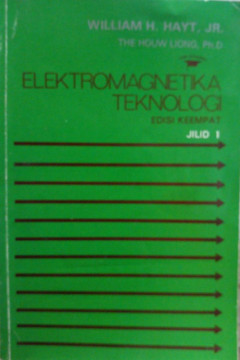 WILLIAM H. HAYT. JR.
THE HOUW LIONG, Ph.D
ELEKTROMAGNETIKA
TEKNOLOGI
EDISI KEEMPAT
JILID 1